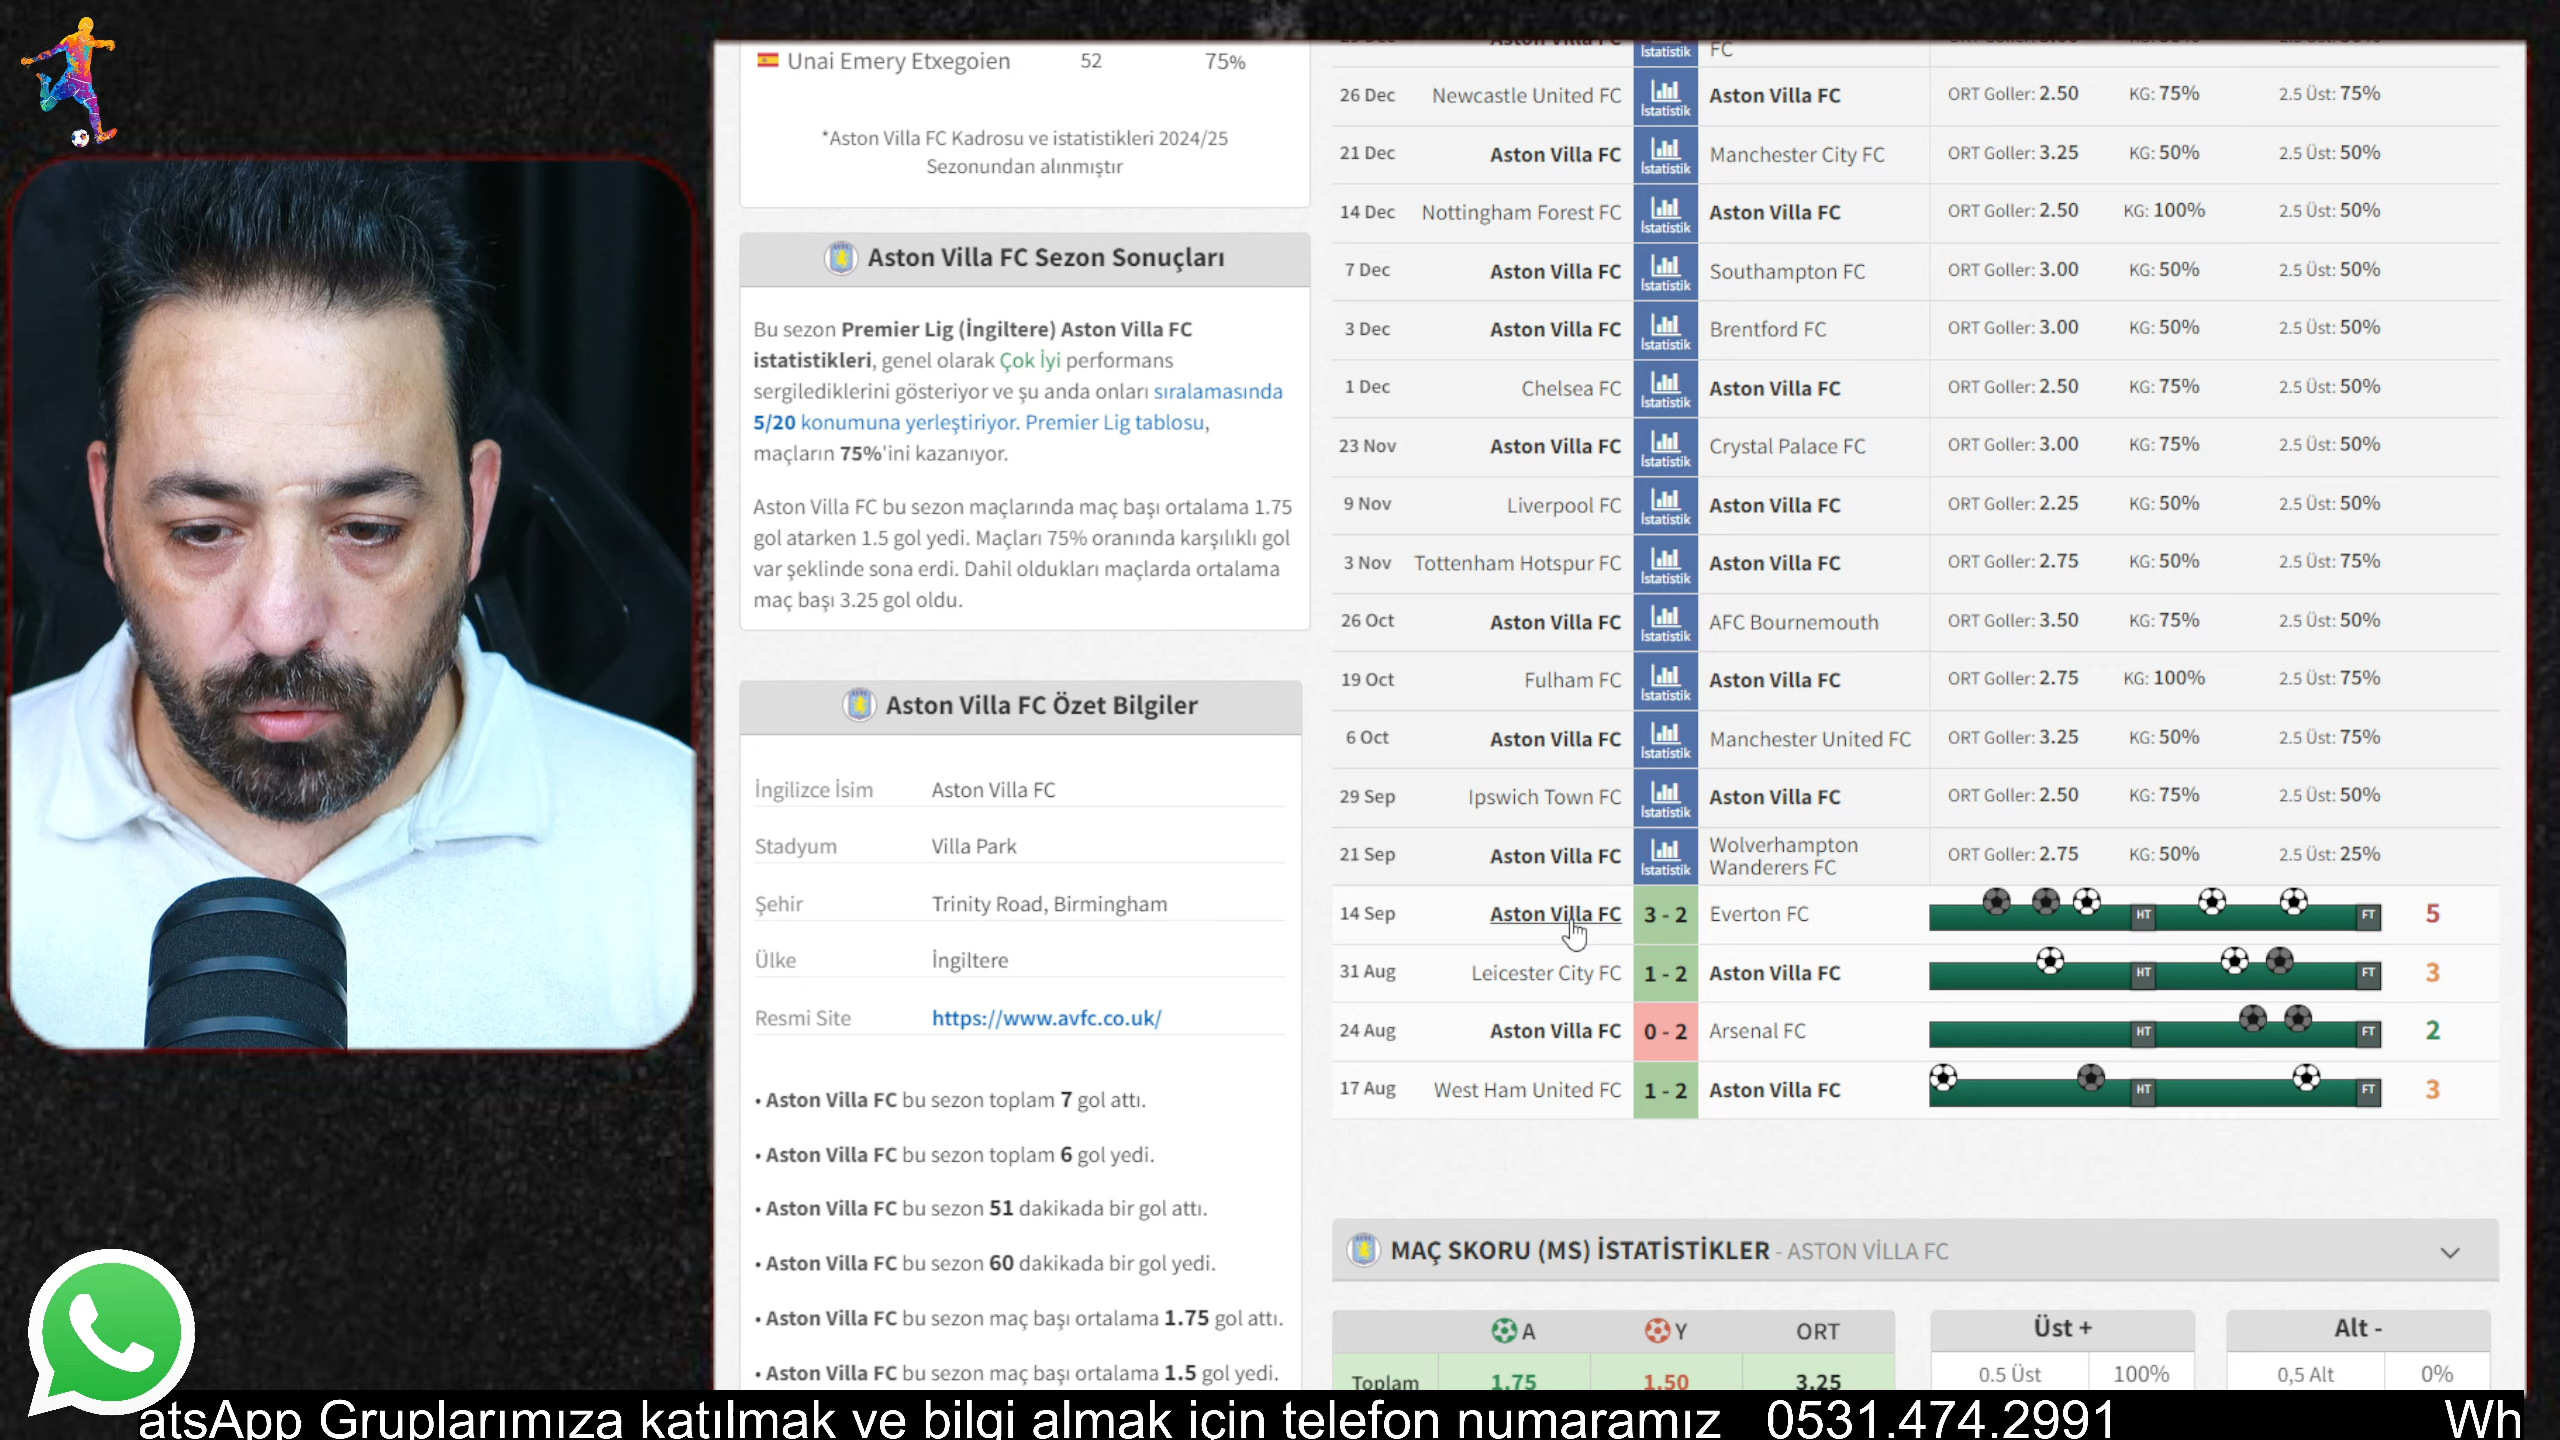 Unai Emery Etxegoien 52 75%
*Aston Villa FC Kadrosu ve istatistikleri 2024/25
Sezonundan alınmıştır
Aston Villa FC Sezon Sonuçları
Bu sezon Premier Lig (İngiltere) Aston Villa FC
istatistikleri, genel olarak Çok İyi performans
sergilediklerini gösteriyor ve şu anda onları sıralamasında
5/20 konumuna yerleştiriyor. Premier Lig tablosu,
maçların 75%'ini kazanıyor.
Aston Villa FC bu sezon maçlarında maç başı ortalama 1.75
gol atarken 1.5 gol yedi. Maçları 75% oranında karşılıklı gol
var şeklinde sona erdi. Dahil oldukları maçlarda ortalama
maç başı 3.25 gol oldu.
Aston Villa FC Özet Bilgiler
İngilizce İsim Aston Villa FC
Stadyum Villa Park
Şehir Trinity Road, Birmingham
Ülke İngiltere
Resmi Site https://www.avfc.co.uk/
• Aston Villa FC bu sezon toplam 7 gol attı.
• Aston Villa FC bu sezon toplam 6 gol yedi.
• Aston Villa FC bu sezon 51 dakikada bir gol attı.
• Aston Villa FC bu sezon 60 dakikada bir gol yedi.
• Aston Villa FC bu sezon maç başı ortalama 1.75 gol attı.
• Aston Villa FC bu sezon maç başı ortalama 1.5 gol yedi.
Aston Villa FC İstatistik FC
26 Dec Newcastle United FC İstatistik Aston Villa FC ORT Goller: 2.50 KG: 75% 2.5 Üst: 75%
21 Dec Aston Villa FC İstatistik Manchester City FC ORT Goller: 3.25 KG: 50% 2.5 Üst: 50%
14 Dec Nottingham Forest FC İstatistik Aston Villa FC ORT Goller: 2.50 KG: 100% 2.5 Üst: 50%
7 Dec Aston Villa FC İstatistik Southampton FC ORT Goller: 3.00 KG: 50% 2.5 Üst: 50%
3 Dec Aston Villa FC İstatistik Brentford FC ORT Goller: 3.00 KG: 50% 2.5 Üst: 50%
1 Dec Chelsea FC İstatistik Aston Villa FC ORT Goller: 2.50 KG: 75% 2.5 Üst: 50%
23 Nov Aston Villa FC İstatistik Crystal Palace FC ORT Goller: 3.00 KG: 75% 2.5 Üst: 50%
9 Nov Liverpool FC İstatistik Aston Villa FC ORT Goller: 2.25 KG: 50% 2.5 Üst: 50%
3 Nov Tottenham Hotspur FC İstatistik Aston Villa FC ORT Goller: 2.75 KG: 50% 2.5 Üst: 75%
26 Oct Aston Villa FC İstatistik AFC Bournemouth ORT Goller: 3.50 KG: 75% 2.5 Üst: 50%
19 Oct Fulham FC İstatistik Aston Villa FC ORT Goller: 2.75 KG: 100% 2.5 Üst: 75%
6 Oct Aston Villa FC İstatistik Manchester United FC ORT Goller: 3.25 KG: 50% 2.5 Üst: 75%
29 Sep Ipswich Town FC İstatistik Aston Villa FC ORT Goller: 2.50 KG: 75% 2.5 Üst: 50%
21 Sep Aston Villa FC İstatistik Wolverhampton Wanderers FC ORT Goller: 2.75 KG: 50% 2.5 Üst: 25%
14 Sep Aston Villa FC 3 - 2 Everton FC HT FT 5
31 Aug Leicester City FC 1 - 2 Aston Villa FC HT FT 3
24 Aug Aston Villa FC 0 - 2 Arsenal FC HT FT 2
17 Aug West Ham United FC 1 - 2 Aston Villa FC HT FT 3
MAÇ SKORU (MS) İSTATİSTİKLER - ASTON VİLLA FC
A Y ORT
Toplam 1.75 1.50 3.25
Üst +
0.5 Üst 100%
Alt -
0,5 Alt 0%
atsApp Gruplarımıza katılmak ve bilgi almak için telefon numaramız 0531.474.2991 Wh